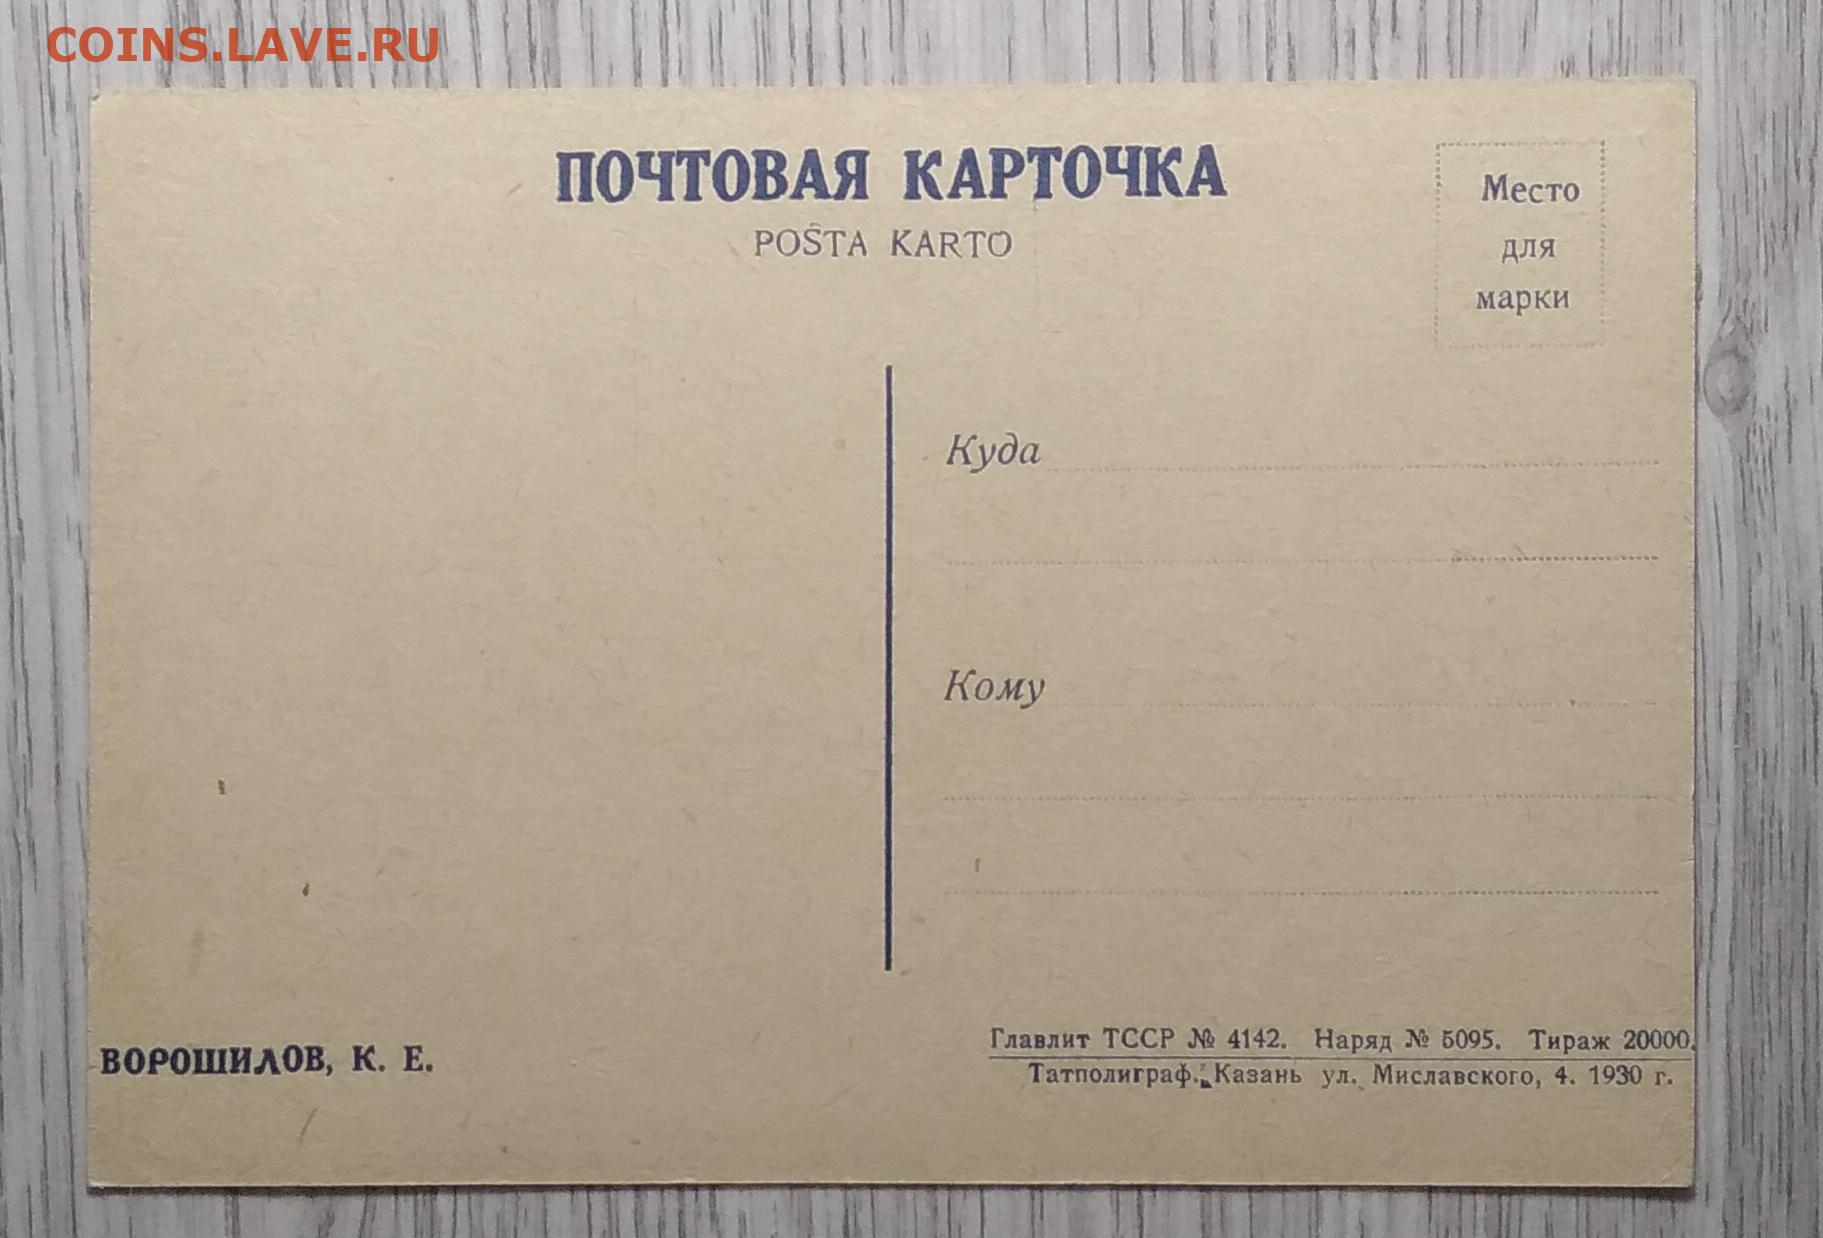 COINS.LAVE.RU
ПОЧТОВАЯ КАРТОЧКА
POŜTA KARTO
Место
для
марки
Куда
Кому
ВОРОШИЛОВ, К. Е.
Главлит ТССР № 4142. Наряд № 5095. Тираж 20000.
Татполиграф. Казань ул. Миславского, 4. 1930 г.